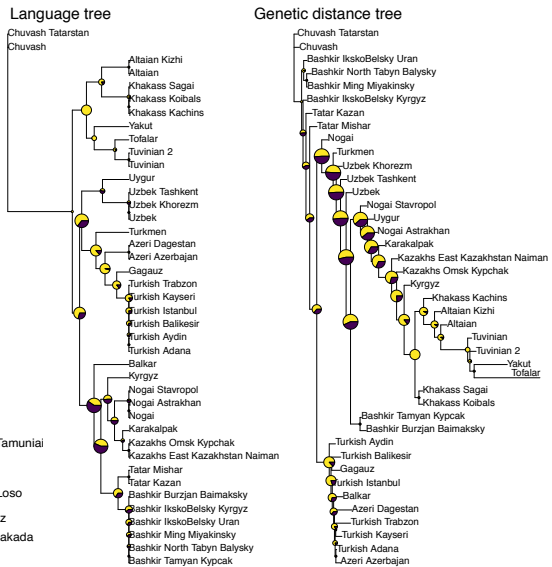 Language tree
Chuvash Tatarstan
Chuvash
Altaian Kizhi
Altaian
Khakass Sagai
Khakass Koibals
Khakass Kachins
Yakut
Tofalar
Tuvinian 2
Tuvinian
Uygur
Uzbek Tashkent
Uzbek Khorezm
Uzbek
Turkmen
Azeri Dagestan
Azeri Azerbajan
Gagauz
Turkish Trabzon
Turkish Kayseri
Turkish Istanbul
Turkish Balikesir
Turkish Aydin
Turkish Adana
Balkar
Kyrgyz
Nogai Stavropol
Nogai Astrakhan
Nogai
Karakalpak
Kazakhs Omsk Kypchak
Kazakhs East Kazakhstan Naiman
Tatar Mishar
Tatar Kazan
Bashkir Burzjan Baimaksky
Bashkir IkskoBelsky Kyrgyz
Bashkir IkskoBelsky Uran
Bashkir Ming Miyakinsky
Bashkir North Tabyn Balysky
Bashkir Tamyan Kypcak
Tamuniai
Loso
z
akada
Genetic distance tree
Chuvash Tatarstan
Chuvash
Bashkir IkskoBelsky Uran
Bashkir North Tabyn Balysky
Bashkir Ming Miyakinsky
Bashkir IkskoBelsky Kyrgyz
Tatar Kazan
Tatar Mishar
Nogai
Turkmen
Uzbek Khorezm
Uzbek Tashkent
Uzbek
Nogai Stavropol
Uygur
Nogai Astrakhan
Karakalpak
Kazakhs East Kazakhstan Naiman
Kazakhs Omsk Kypchak
Kyrgyz
Khakass Kachins
Altaian Kizhi
Altaian
Tuvinian
Tuvinian 2
Yakut
Tofalar
Khakass Sagai
Khakass Koibals
Bashkir Tamyan Kypcak
Bashkir Burzjan Baimaksky
Turkish Aydin
Turkish Balikesir
Gagauz
Turkish Istanbul
Balkar
Azeri Dagestan
Turkish Trabzon
Turkish Kayseri
Turkish Adana
Azeri Azerbajan